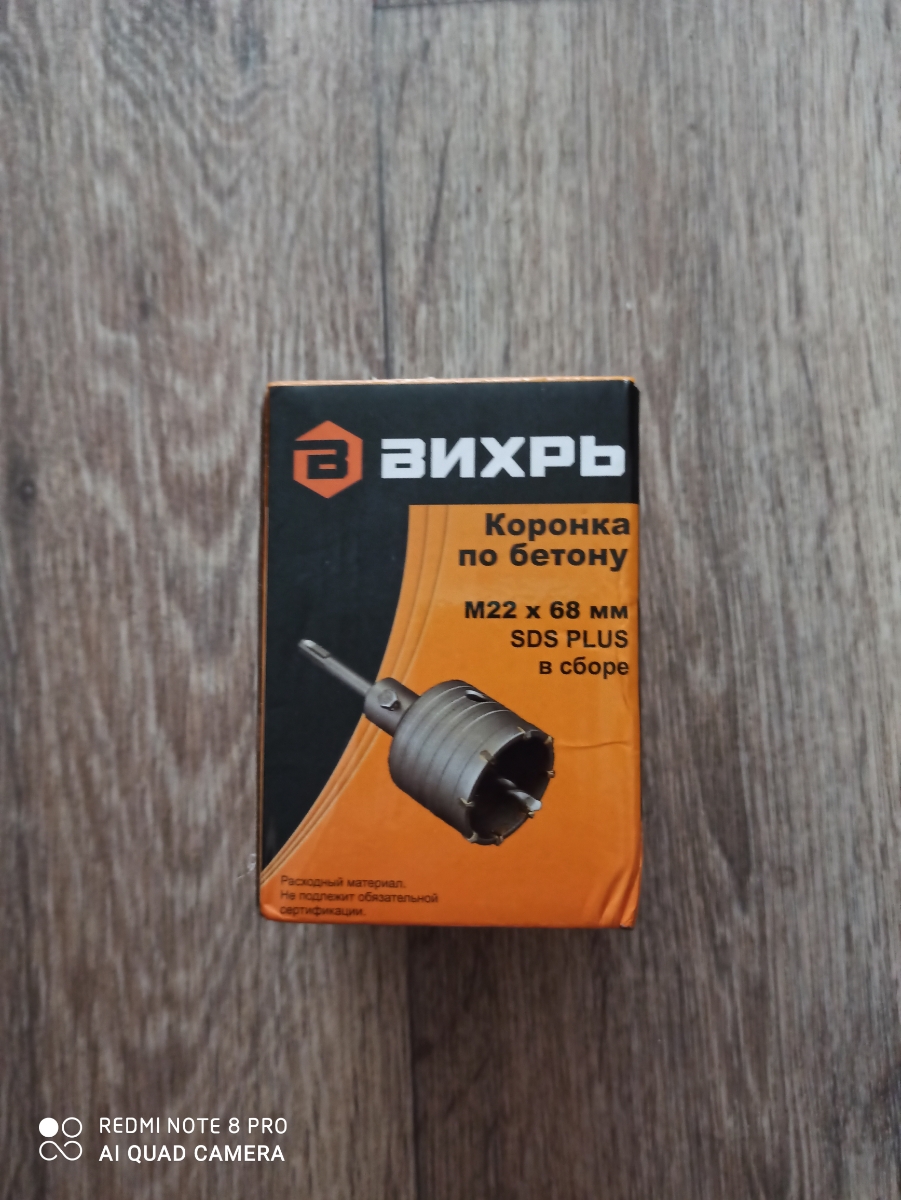 В ВИХРЬ
Коронка
по бетону
М22 х 68 мм
SDS PLUS
в сборе
Расходный материал.
Не подлежит обязательной
сертификации.
REDMI NOTE 8 PRO
AI QUAD CAMERA